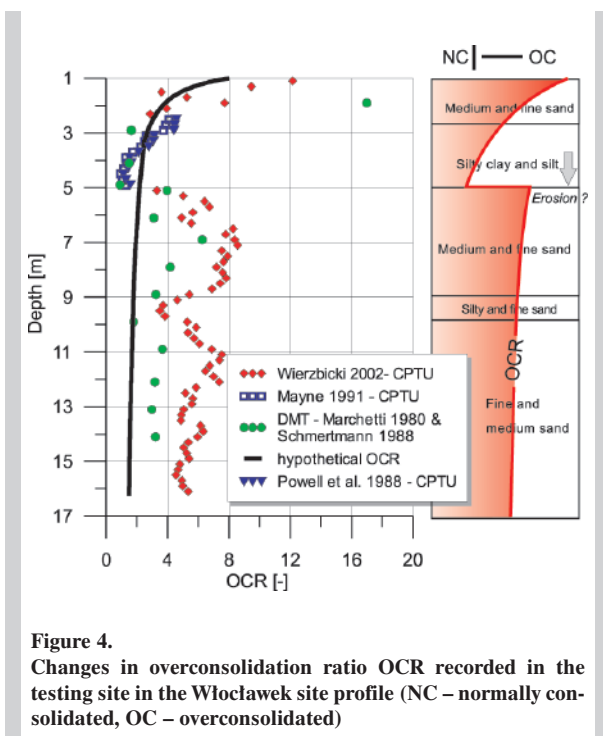 NC OC
1
3
5
7
9
11
13
15
17
Depth [m]
0 4 8 12 16 20
OCR [-]
Wierzbicki 2002- CPTU
Mayne 1991 - CPTU
DMT - Marchetti 1980 &
Schmertmann 1988
hypothetical OCR
Powell et al. 1988 - CPTU
Medium and fine sand
Silty clay and silt
Erosion ?
Medium and fine sand
Silty and fine sand
OCR
Fine and
medium sand
Figure 4.
Changes in overconsolidation ratio OCR recorded in the
testing site in the Włocławek site profile (NC – normally con-
solidated, OC – overconsolidated)